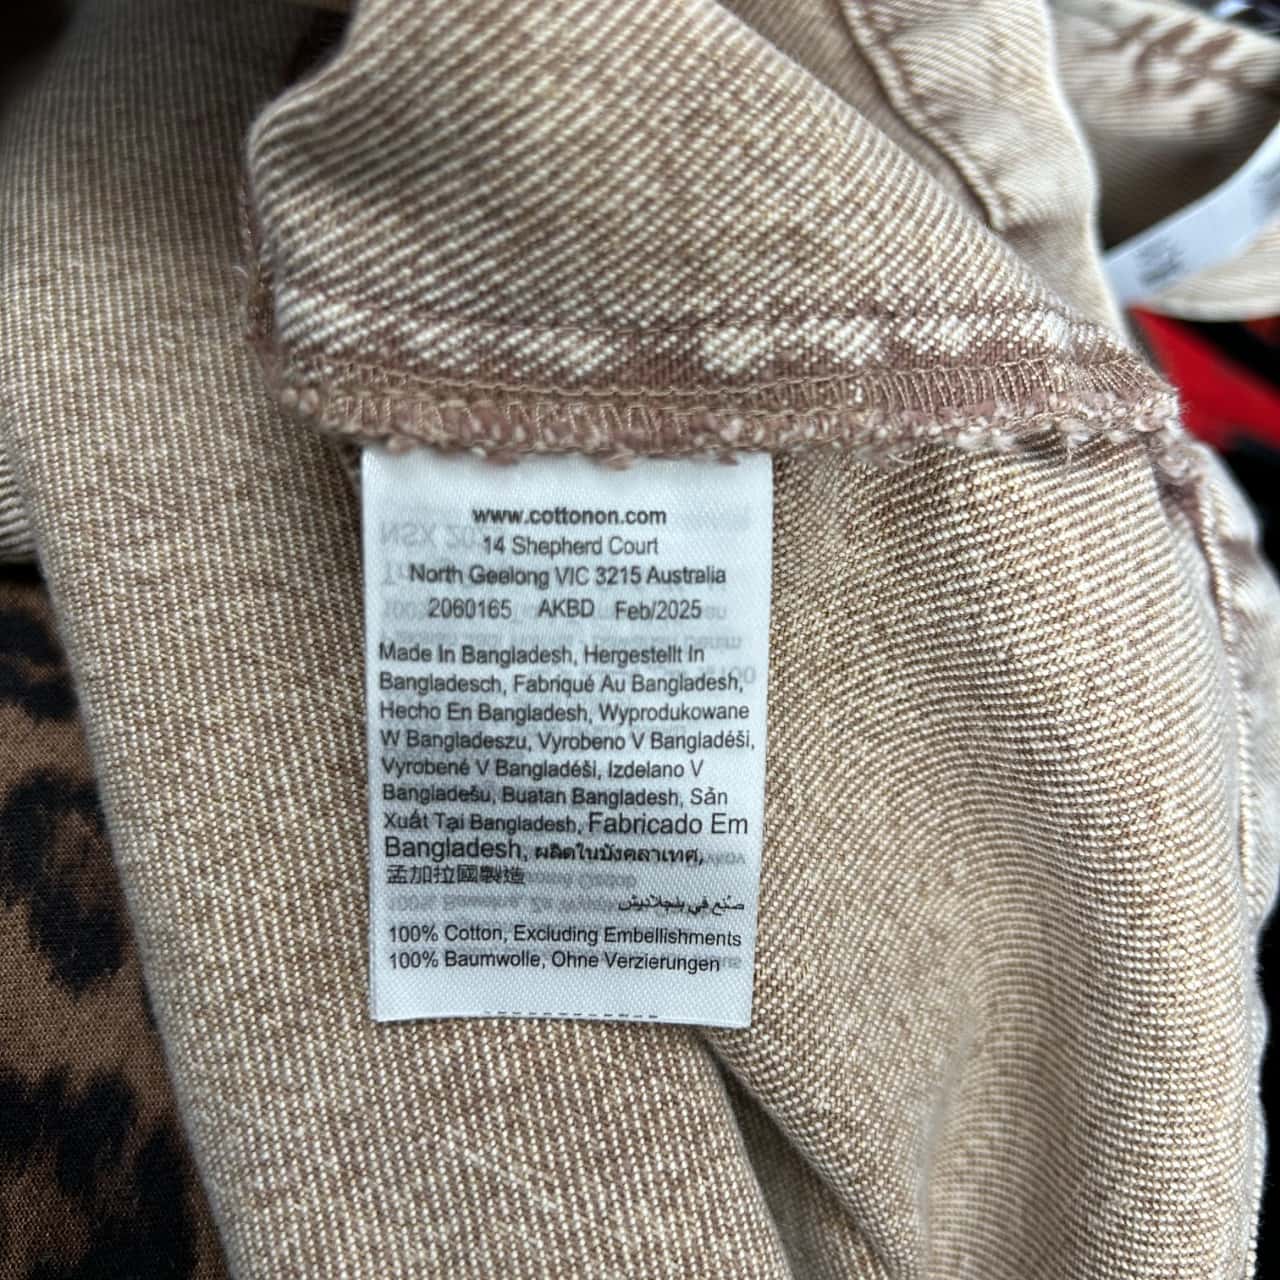 www.cottonon.com
14 Shepherd Court
North Geelong VIC 3215 Australia
2060165 AKBD Feb/2025
Made In Bangladesh, Hergestellt In
Bangladesch, Fabriqué Au Bangladesh,
Hecho En Bangladesh, Wyprodukowane
W Bangladeszu, Vyrobeno V Bangladéši,
Vyrobené V Bangladéši, Izdelano V
Bangladešu, Buatan Bangladesh, Sản
Xuất Tại Bangladesh, Fabricado Em
Bangladesh, ผลิตในบังคลาเทศ,
孟加拉國製造
صنع في بنجلاديش
100% Cotton, Excluding Embellishments
100% Baumwolle, Ohne Verzierungen